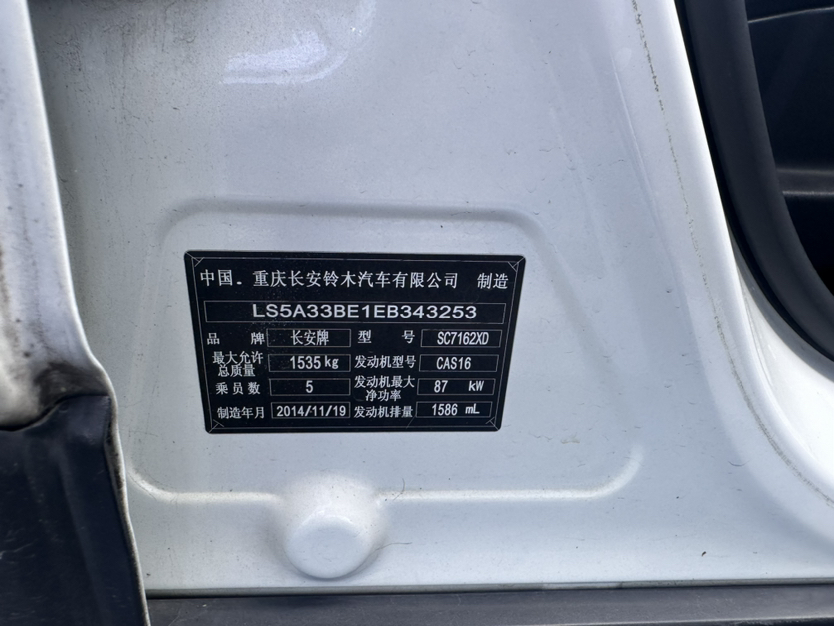 中国．重庆长安铃木汽车有限公司 制造
LS5A33BE1EB343253
品牌 长安牌 型号 SC7162XD
最大允许总质量 1535 kg 发动机型号 CAS16
乘员数 5 发动机最大净功率 87 kW
制造年月 2014/11/19 发动机排量 1586 mL